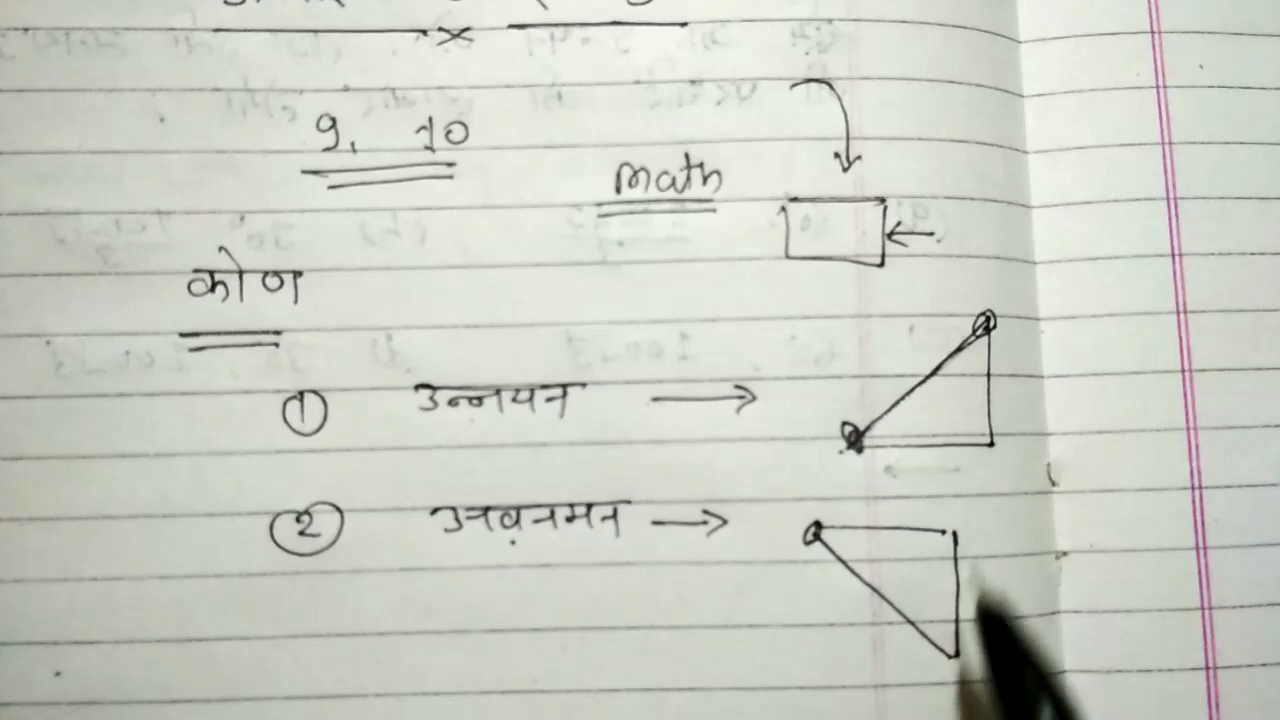 9, 10
math
कोण
① उन्नयन →
② अवनमन →